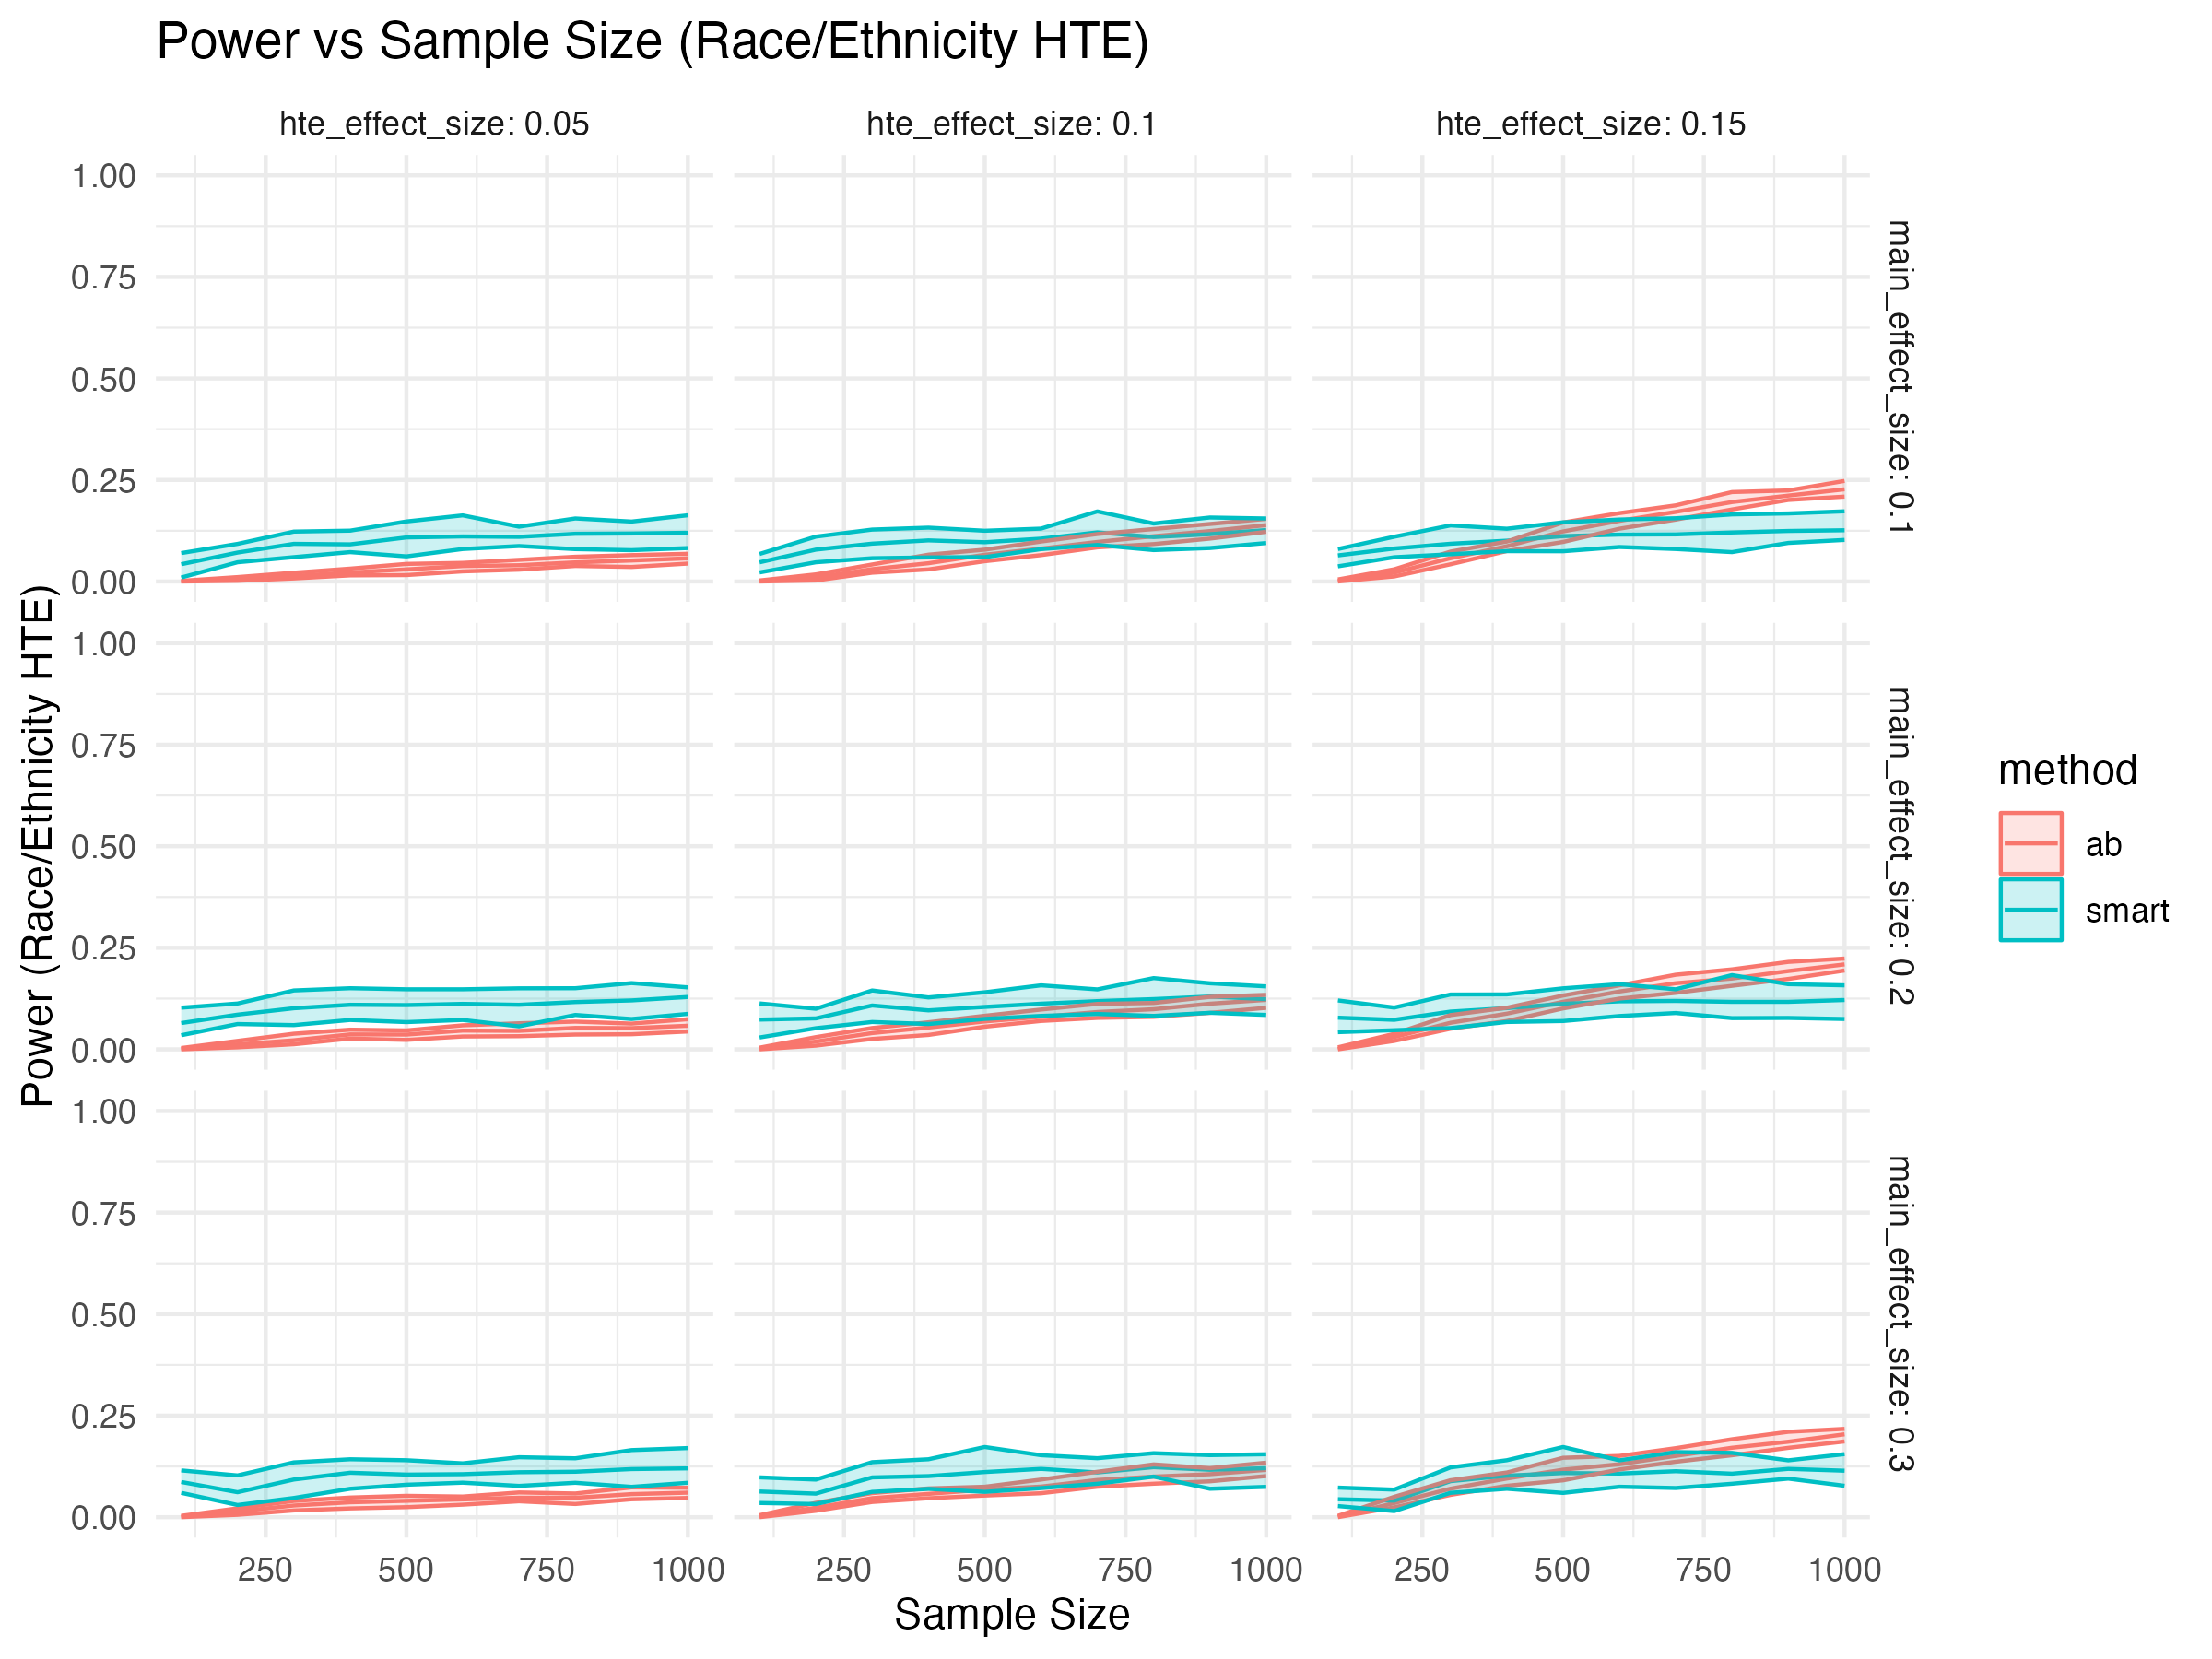 Power vs Sample Size (Race/Ethnicity HTE)
hte_effect_size: 0.05
hte_effect_size: 0.1
hte_effect_size: 0.15
1.00
0.75
0.50
0.25
0.00
main_effect_size: 0.1
1.00
0.75
0.50
0.25
0.00
main_effect_size: 0.2
1.00
0.75
0.50
0.25
0.00
main_effect_size: 0.3
250 500 750 1000
250 500 750 1000
250 500 750 1000
Sample Size
Power (Race/Ethnicity HTE)
method
ab
smart